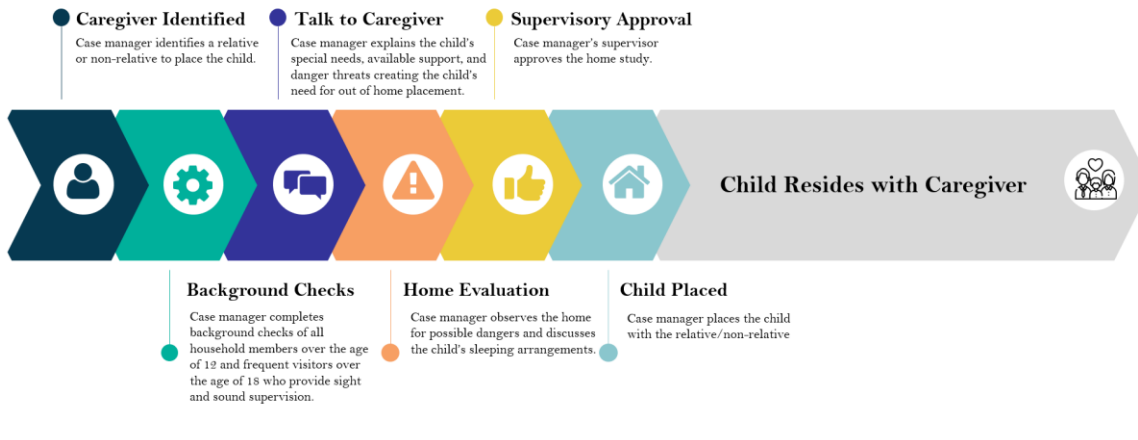 Caregiver Identified
Case manager identifies a relative
or non-relative to place the child.
Talk to Caregiver
Case manager explains the child's
special needs, available support, and
danger threats creating the child's
need for out of home placement.
Supervisory Approval
Case manager's supervisor
approves the home study.
Child Resides with Caregiver
Background Checks
Case manager completes
background checks of all
household members over the age
of 12 and frequent visitors over
the age of 18 who provide sight
and sound supervision.
Home Evaluation
Case manager observes the home
for possible dangers and discusses
the child's sleeping arrangements.
Child Placed
Case manager places the child
with the relative/non-relative